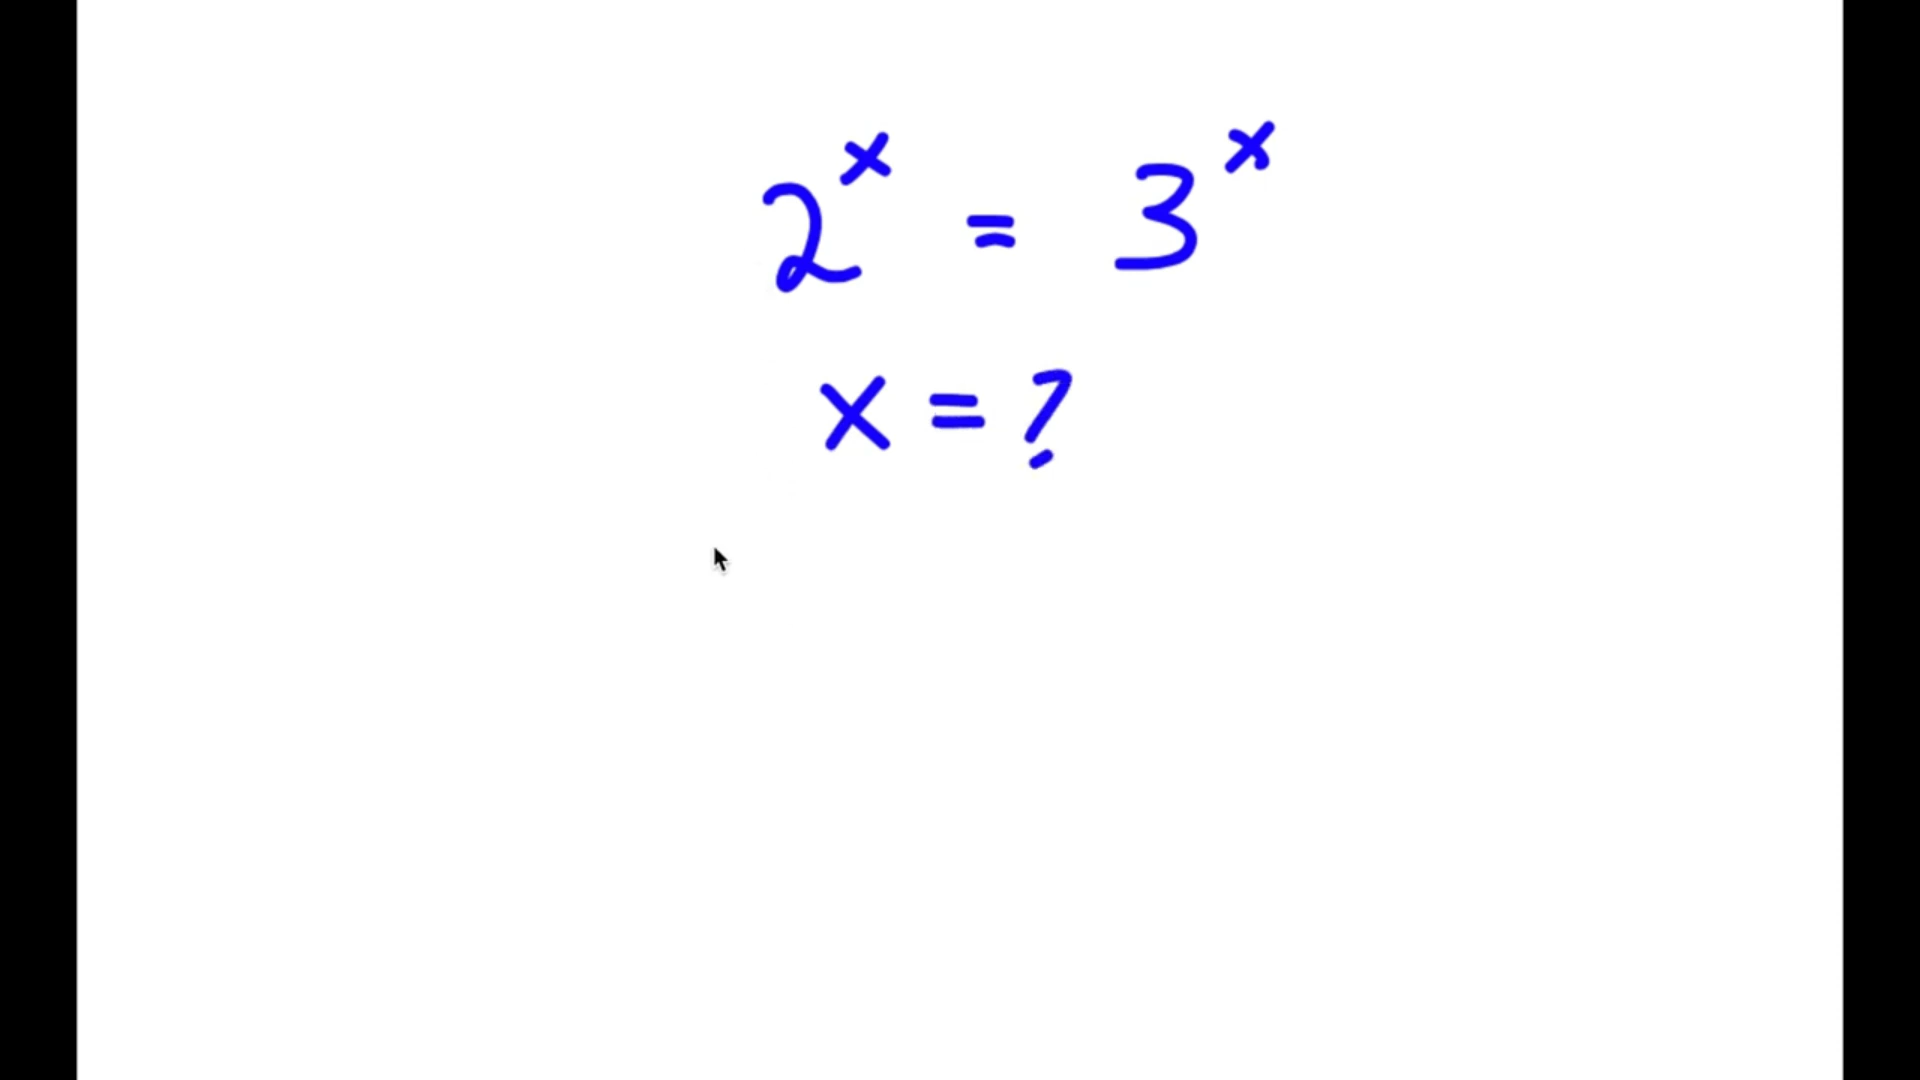 2^x = 3^x
x = ?